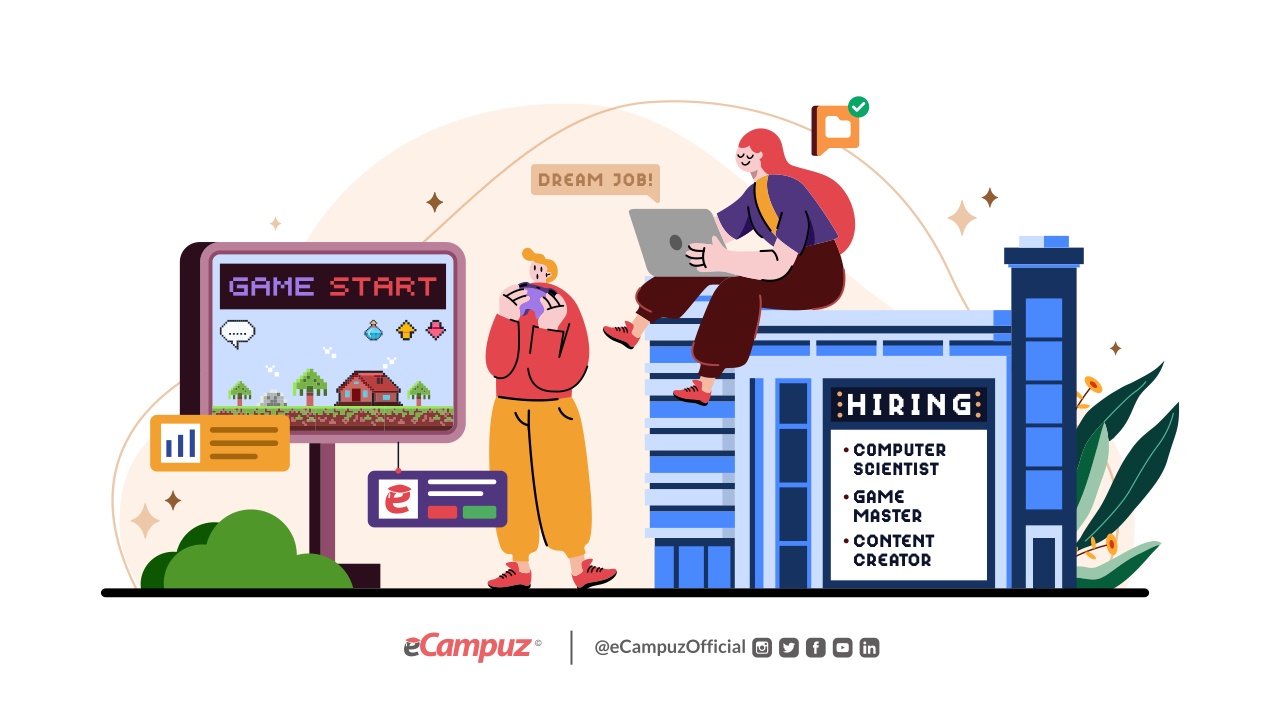 DREAM JOB!
GAME START
.....
HIRING
• COMPUTER
SCIENTIST
• GAME
MASTER
• CONTENT
CREATOR
e
eCampuz ©
@eCampuzOfficial